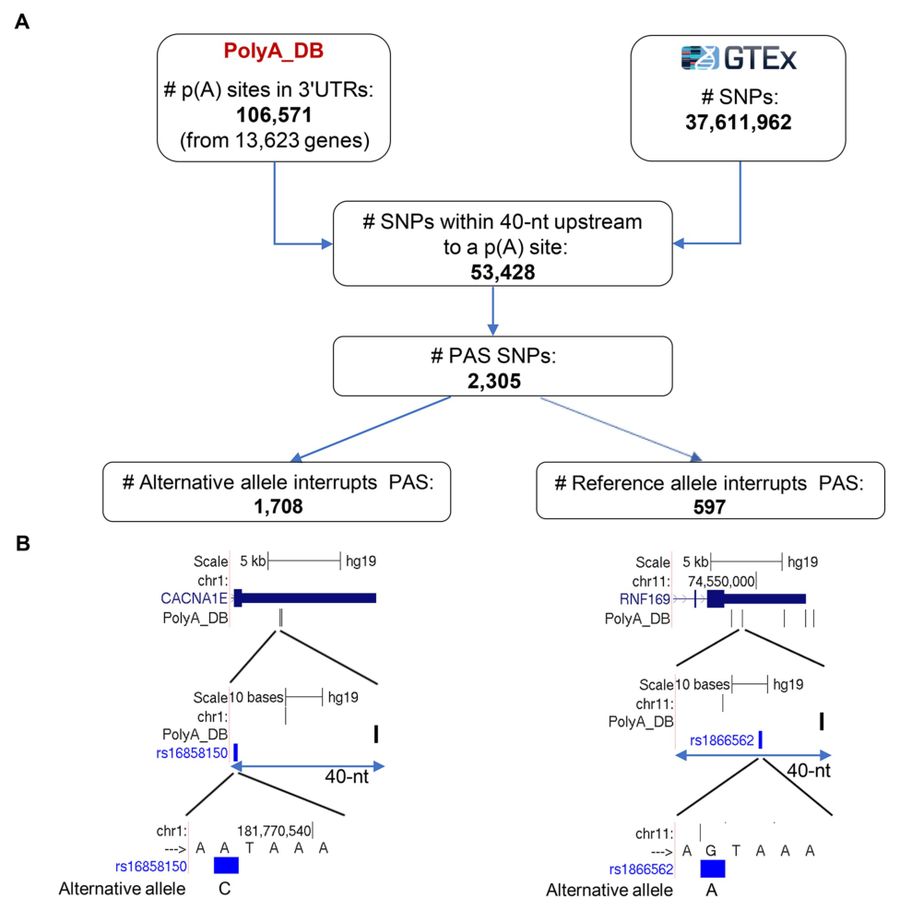 A
PolyA_DB
# p(A) sites in 3'UTRs:
106,571
(from 13,623 genes)
GTEx
# SNPs:
37,611,962
# SNPs within 40-nt upstream
to a p(A) site:
53,428
# PAS SNPs:
2,305
# Alternative allele interrupts PAS:
1,708
# Reference allele interrupts PAS:
597
B
Scale 5 kb hg19
chr1:
CACNA1E
PolyA_DB
Scale 10 bases hg19
chr1:
PolyA_DB
rs16858150
40-nt
chr1: 181,770,540
---> A A T A A A
rs16858150
Alternative allele C
Scale 5 kb hg19
chr11: 74,550,000
RNF169
PolyA_DB
Scale 10 bases hg19
chr11:
PolyA_DB
rs1866562
40-nt
chr11:
---> A G T A A A
rs1866562
Alternative allele A